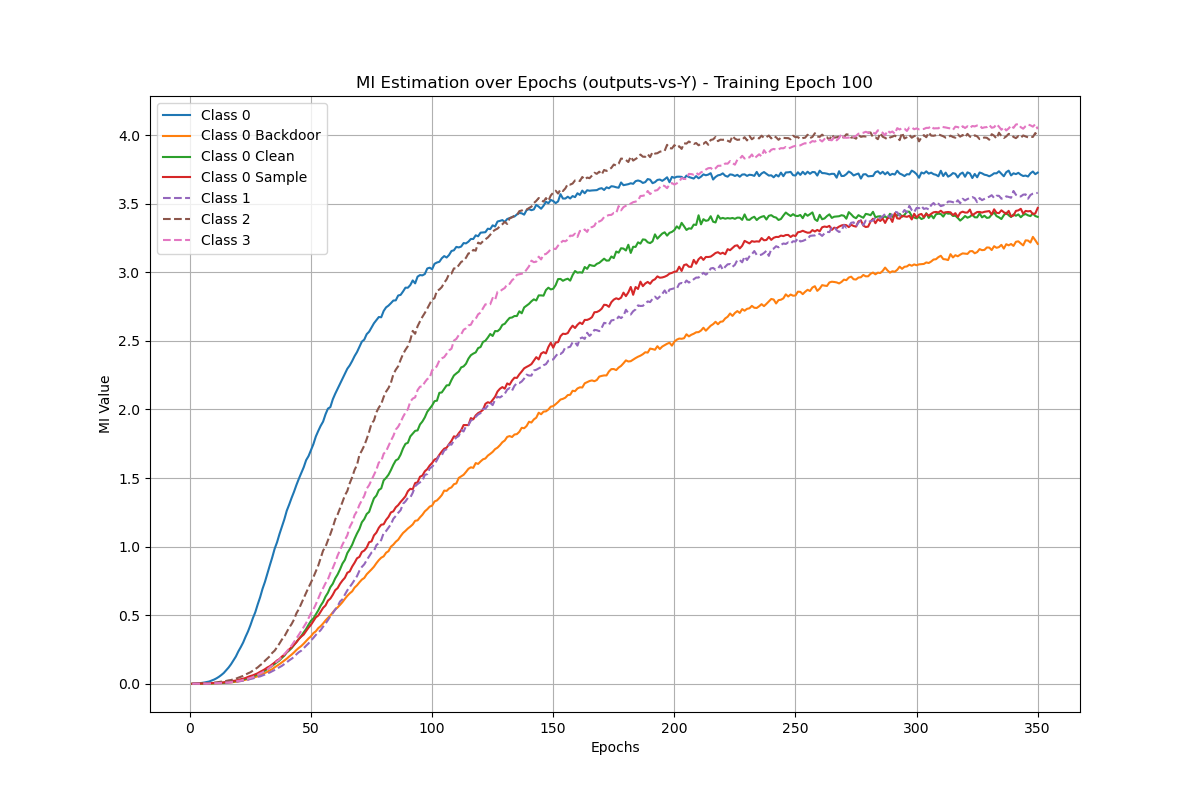 MI Estimation over Epochs (outputs-vs-Y) - Training Epoch 100
Class 0
Class 0 Backdoor
Class 0 Clean
Class 0 Sample
Class 1
Class 2
Class 3
MI Value
4.0
3.5
3.0
2.5
2.0
1.5
1.0
0.5
0.0
0 50 100 150 200 250 300 350
Epochs